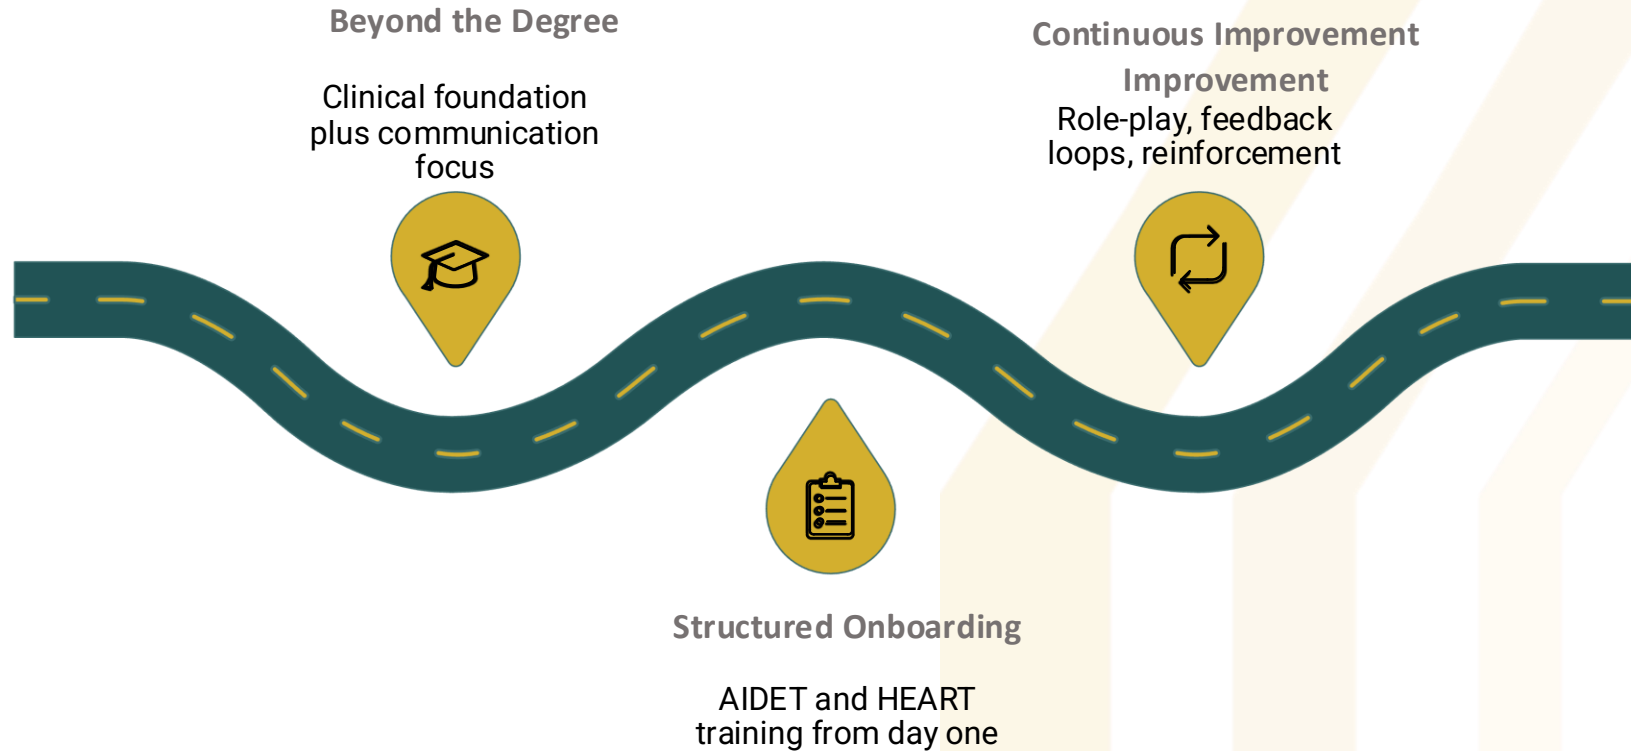 Beyond the Degree
Clinical foundation
plus communication
focus
Continuous Improvement
Improvement
Role-play, feedback
loops, reinforcement
Structured Onboarding
AIDET and HEART
training from day one